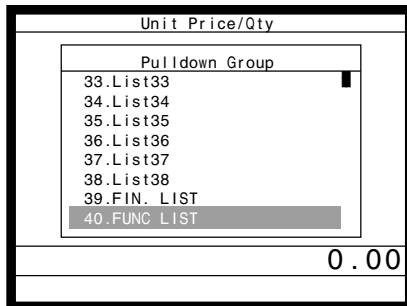 Unit Price/Qty
Pulldown Group
33.List33
34.List34
35.List35
36.List36
37.List37
38.List38
39.FIN. LIST
40.FUNC LIST
0.00